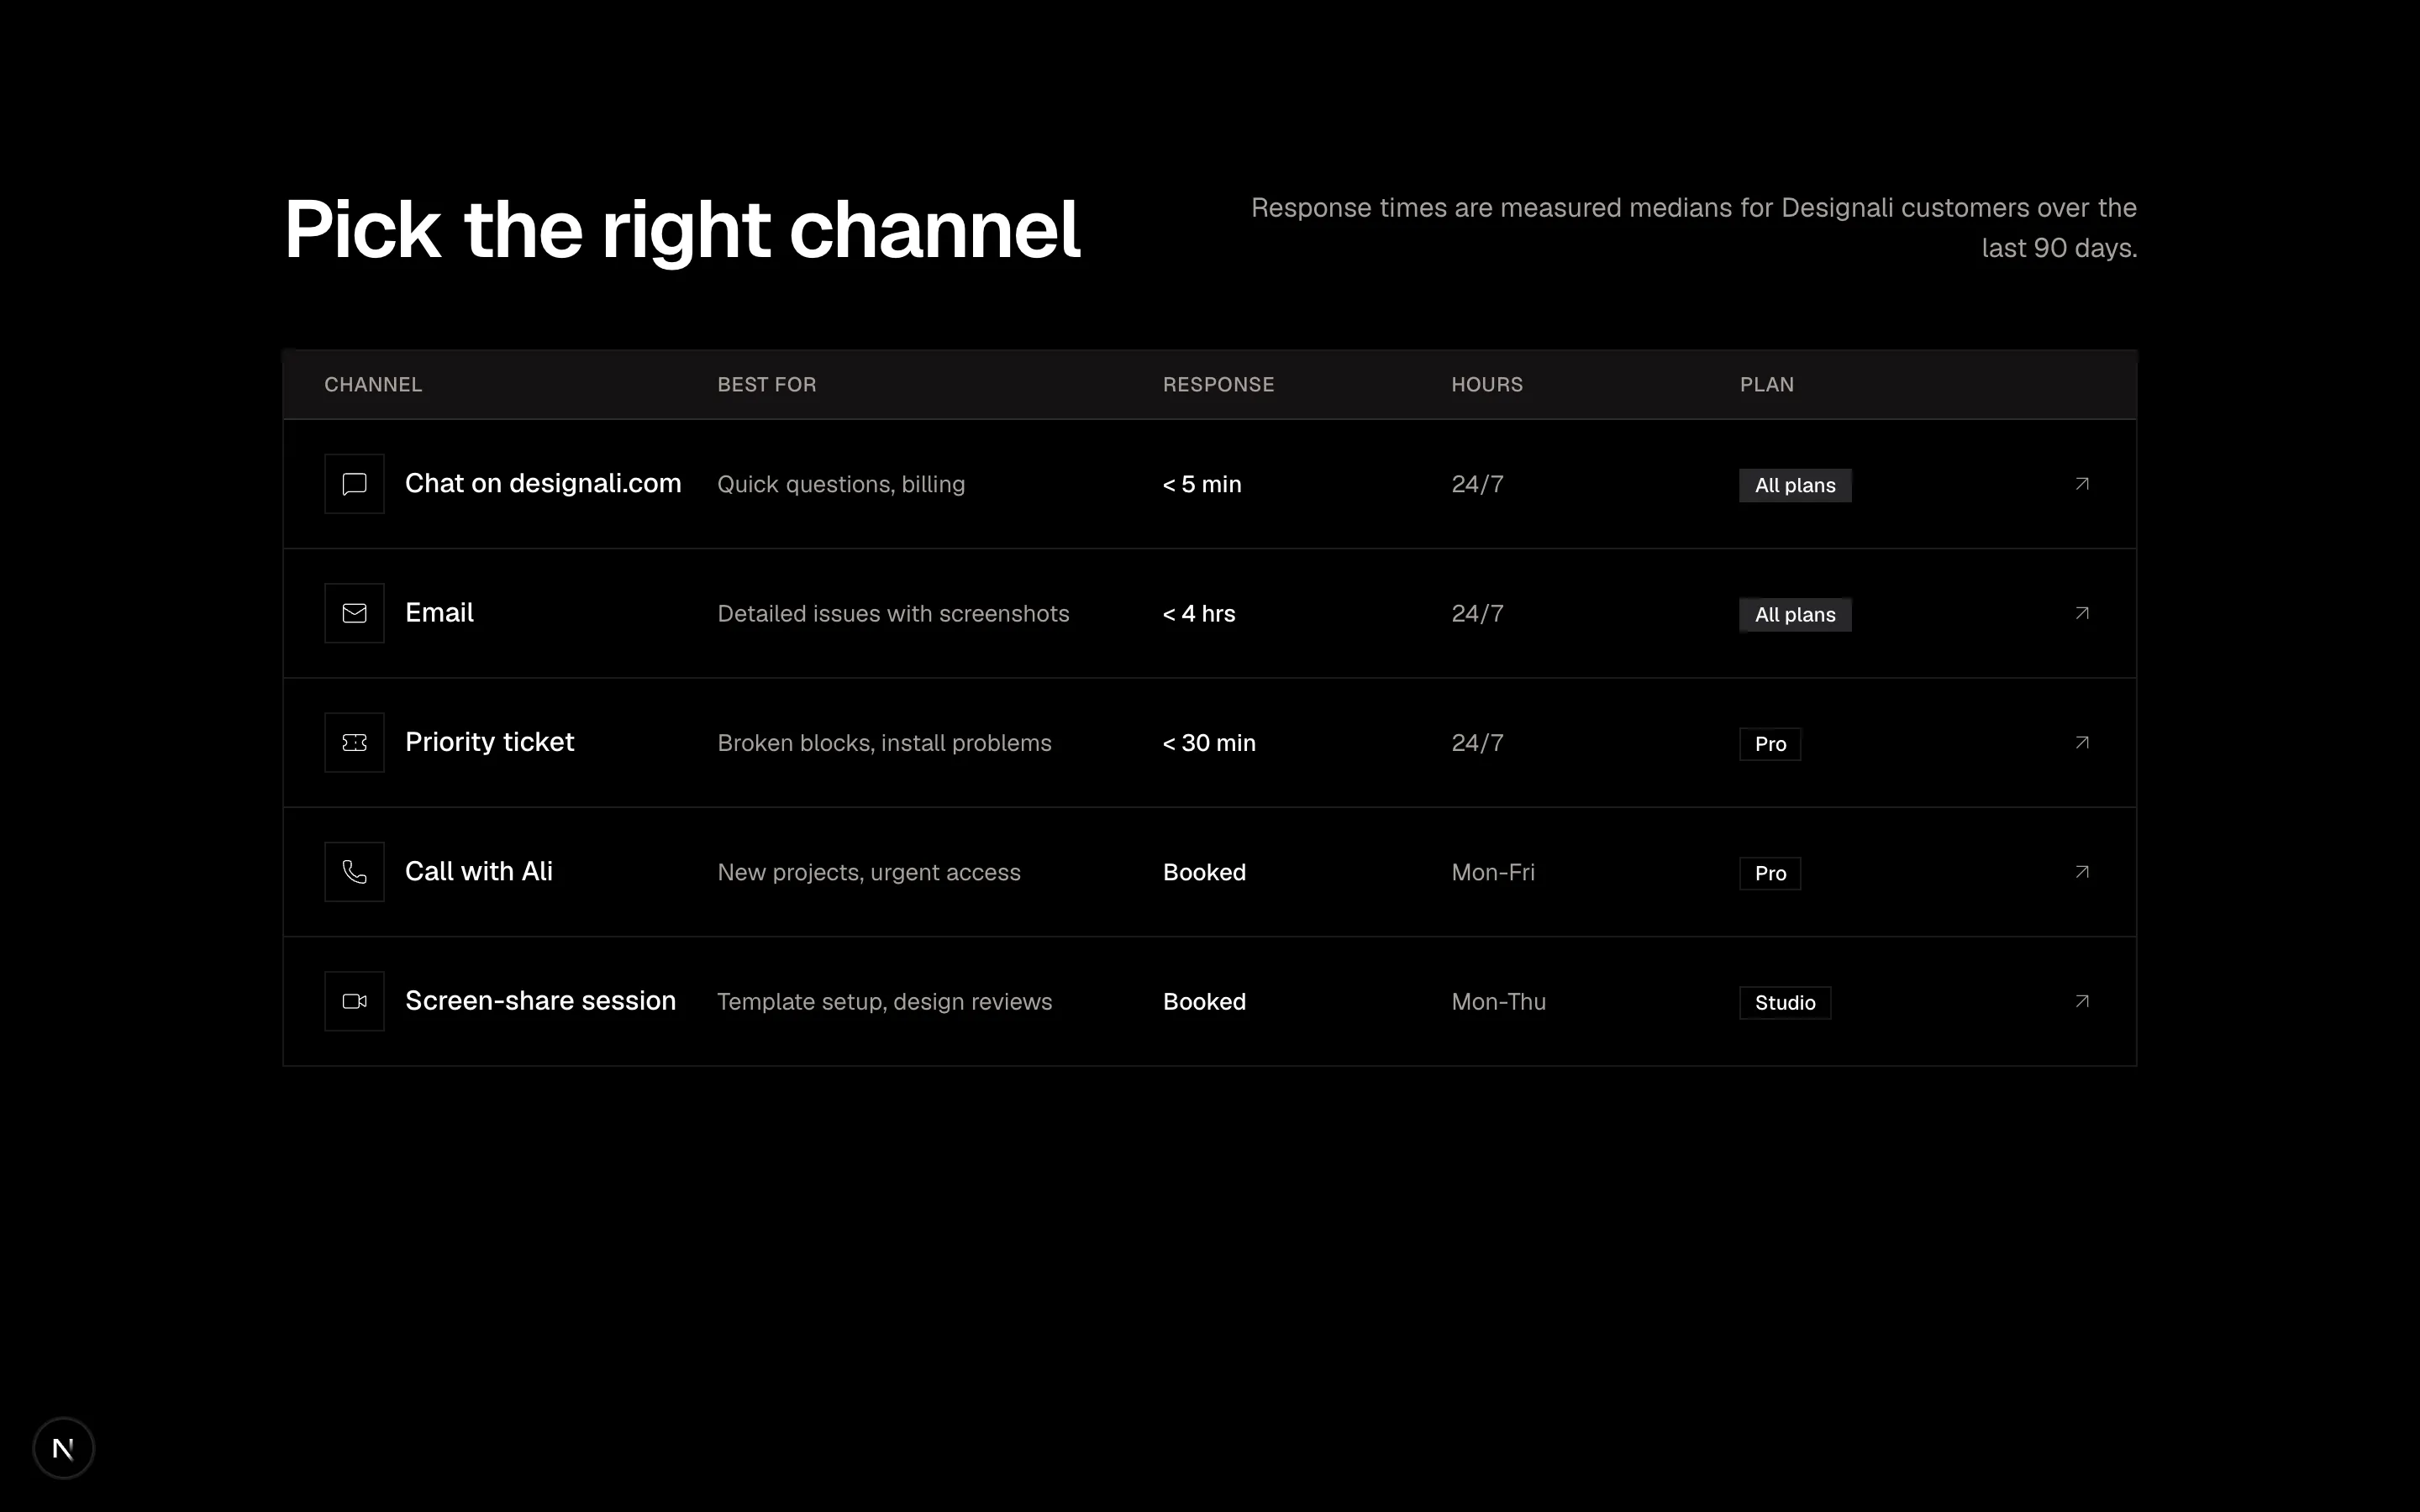 Pick the right channel
Response times are measured medians for Designali customers over the
last 90 days.
CHANNEL BEST FOR RESPONSE HOURS PLAN
Chat on designali.com Quick questions, billing < 5 min 24/7 All plans
Email Detailed issues with screenshots < 4 hrs 24/7 All plans
Priority ticket Broken blocks, install problems < 30 min 24/7 Pro
Call with Ali New projects, urgent access Booked Mon-Fri Pro
Screen-share session Template setup, design reviews Booked Mon-Thu Studio
N